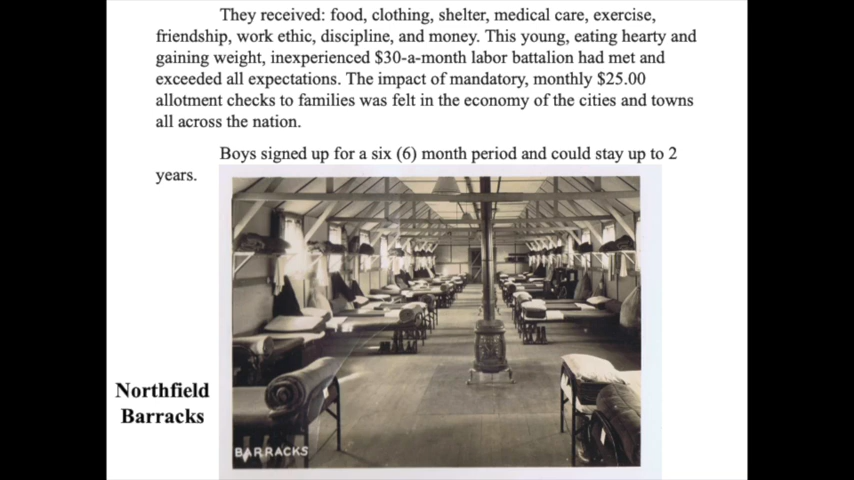 They received: food, clothing, shelter, medical care, exercise,
friendship, work ethic, discipline, and money. This young, eating hearty and
gaining weight, inexperienced $30-a-month labor battalion had met and
exceeded all expectations. The impact of mandatory, monthly $25.00
allotment checks to families was felt in the economy of the cities and towns
all across the nation.
Boys signed up for a six (6) month period and could stay up to 2
years.
Northfield
Barracks
BARRACKS